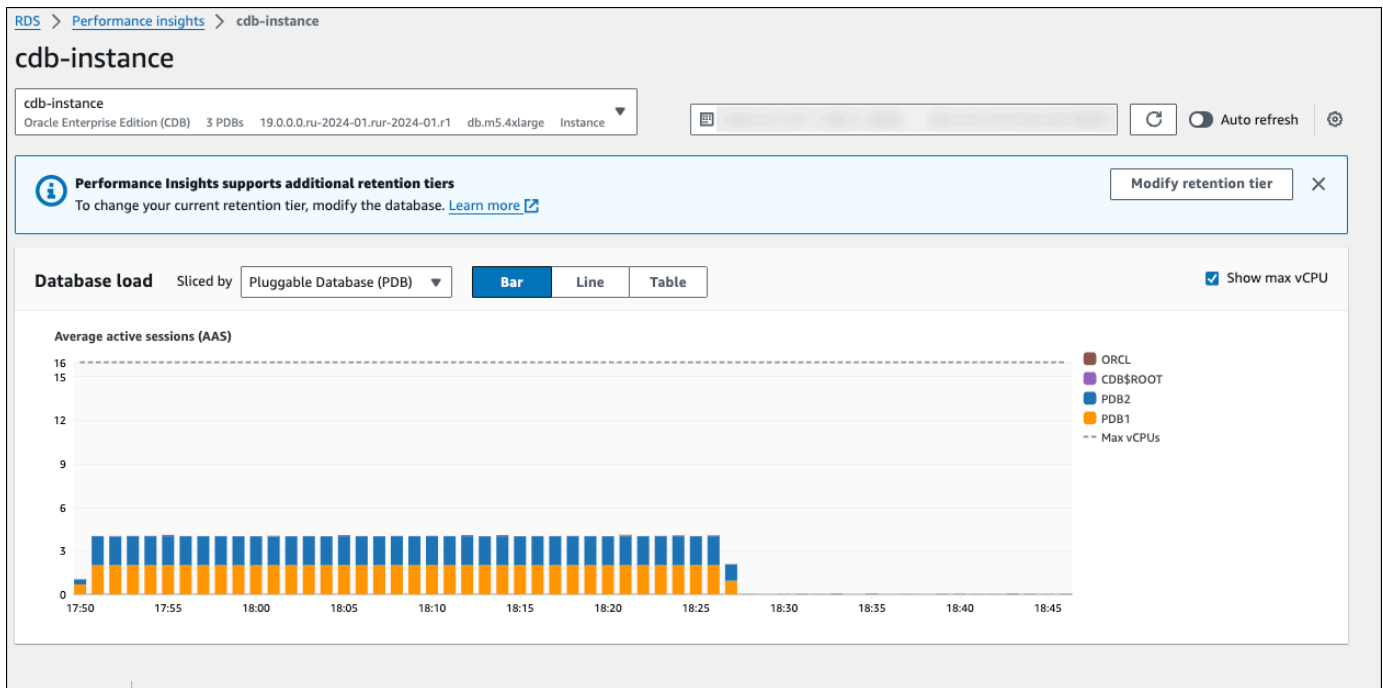 RDS > Performance insights > cdb-instance
cdb-instance
cdb-instance
Oracle Enterprise Edition (CDB) 3 PDBs 19.0.0.0.ru-2024-01.rur-2024-01.r1 db.m5.4xlarge Instance
Auto refresh
Performance Insights supports additional retention tiers
To change your current retention tier, modify the database. Learn more
Modify retention tier
Database load Sliced by Pluggable Database (PDB) Bar Line Table
Show max vCPU
Average active sessions (AAS)
16
15
12
9
6
3
0
17:50 17:55 18:00 18:05 18:10 18:15 18:20 18:25 18:30 18:35 18:40 18:45
ORCL
CDB$ROOT
PDB2
PDB1
Max vCPUs